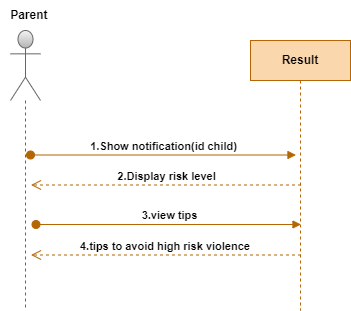 Parent
Result
1.Show notification(id child)
2.Display risk level
3.view tips
4.tips to avoid high risk violence